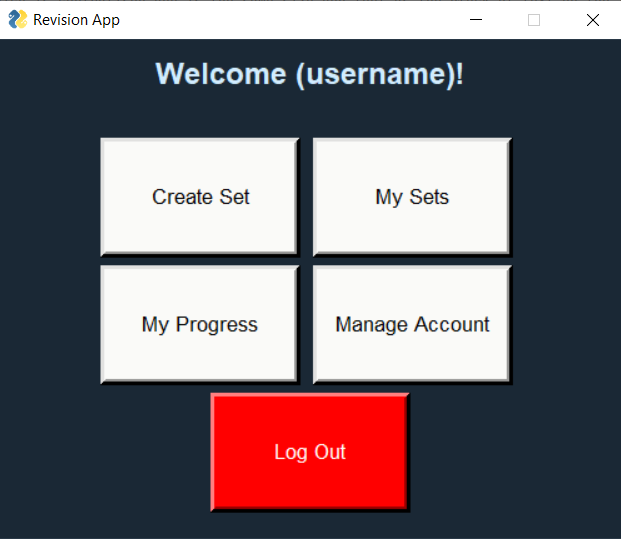 Revision App
Welcome (username)!
Create Set
My Sets
My Progress
Manage Account
Log Out